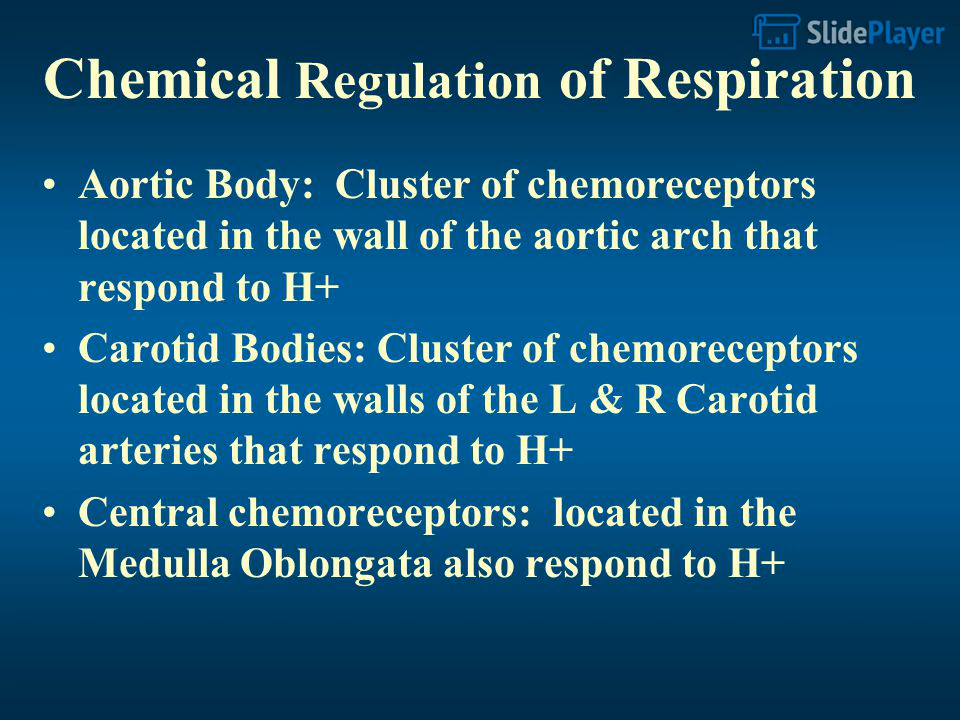 SlidePlayer
Chemical Regulation of Respiration
• Aortic Body: Cluster of chemoreceptors
located in the wall of the aortic arch that
respond to H+
• Carotid Bodies: Cluster of chemoreceptors
located in the walls of the L & R Carotid
arteries that respond to H+
• Central chemoreceptors: located in the
Medulla Oblongata also respond to H+